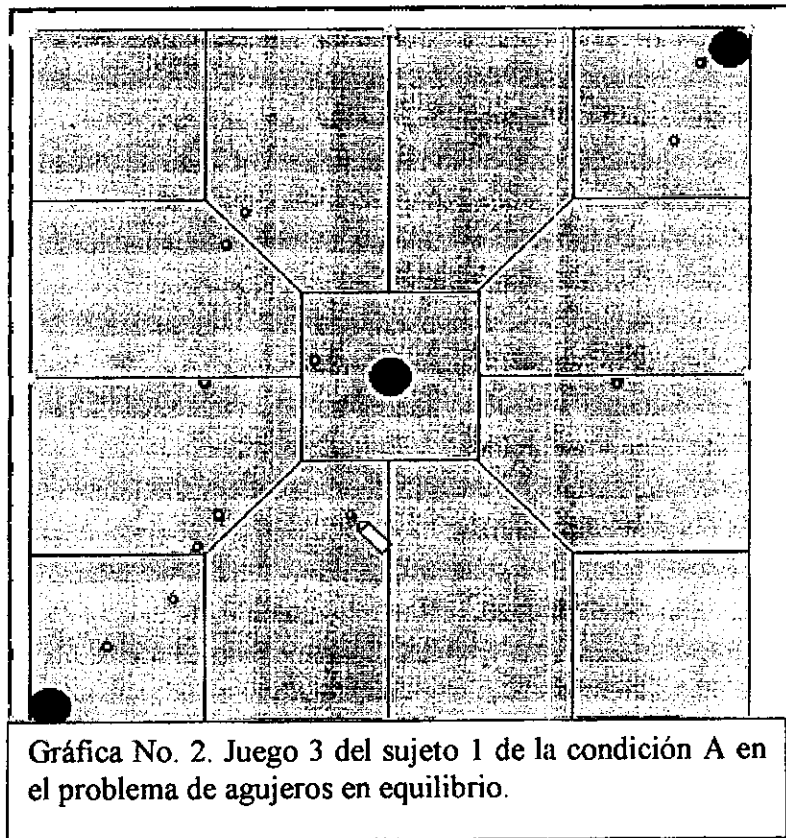 Gráfica No. 2. Juego 3 del sujeto 1 de la condición A en
el problema de agujeros en equilibrio.